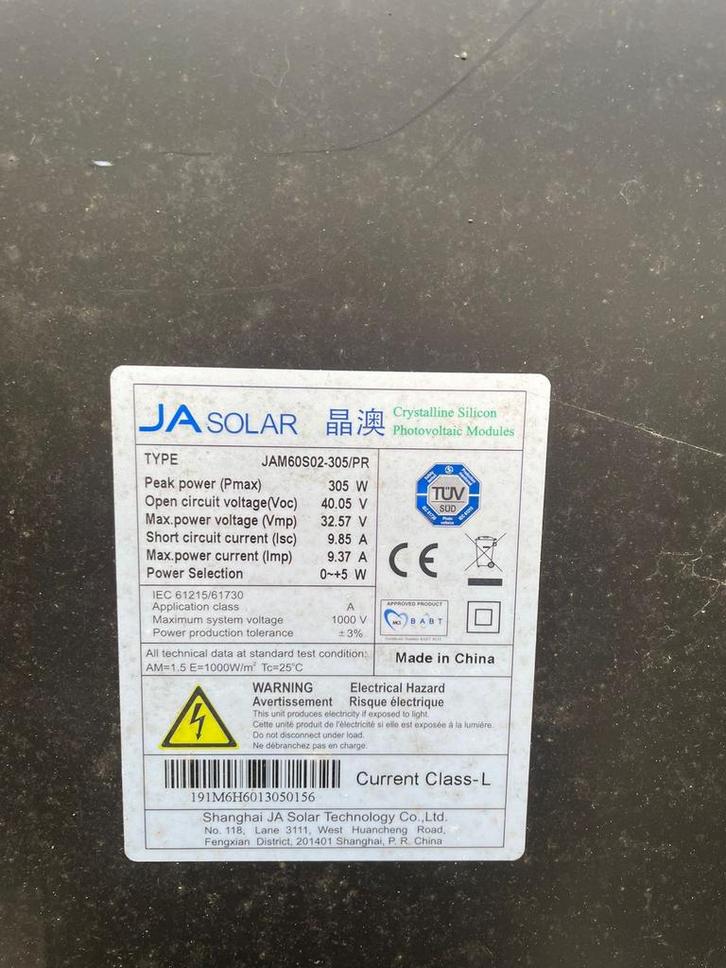 JA SOLAR 晶澳 Crystalline Silicon
Photovoltaic Modules
TYPE JAM60S02-305/PR
Peak power (Pmax) 305 W
Open circuit voltage(Voc) 40.05 V
Max.power voltage (Vmp) 32.57 V
Short circuit current (Isc) 9.85 A
Max.power current (Imp) 9.37 A
Power Selection 0~+5 W
TÜV
SÜD
CE
IEC 61215/61730
Application class A
Maximum system voltage 1000 V
Power production tolerance ±3%
APPROVED PRODUCT
MCS BABT
All technical data at standard test condition:
AM=1.5 E=1000W/m² Tc=25°C
Made in China
WARNING Electrical Hazard
Avertissement Risque électrique
This unit produces electricity if exposed to light.
Cette unité produit de l'électricité si elle est exposée à la lumière.
Do not disconnect under load.
Ne débranchez pas en charge.
191M6H6013050156
Current Class-L
Shanghai JA Solar Technology Co.,Ltd.
No. 118, Lane 3111, West Huancheng Road,
Fengxian District, 201401 Shanghai, P. R. China